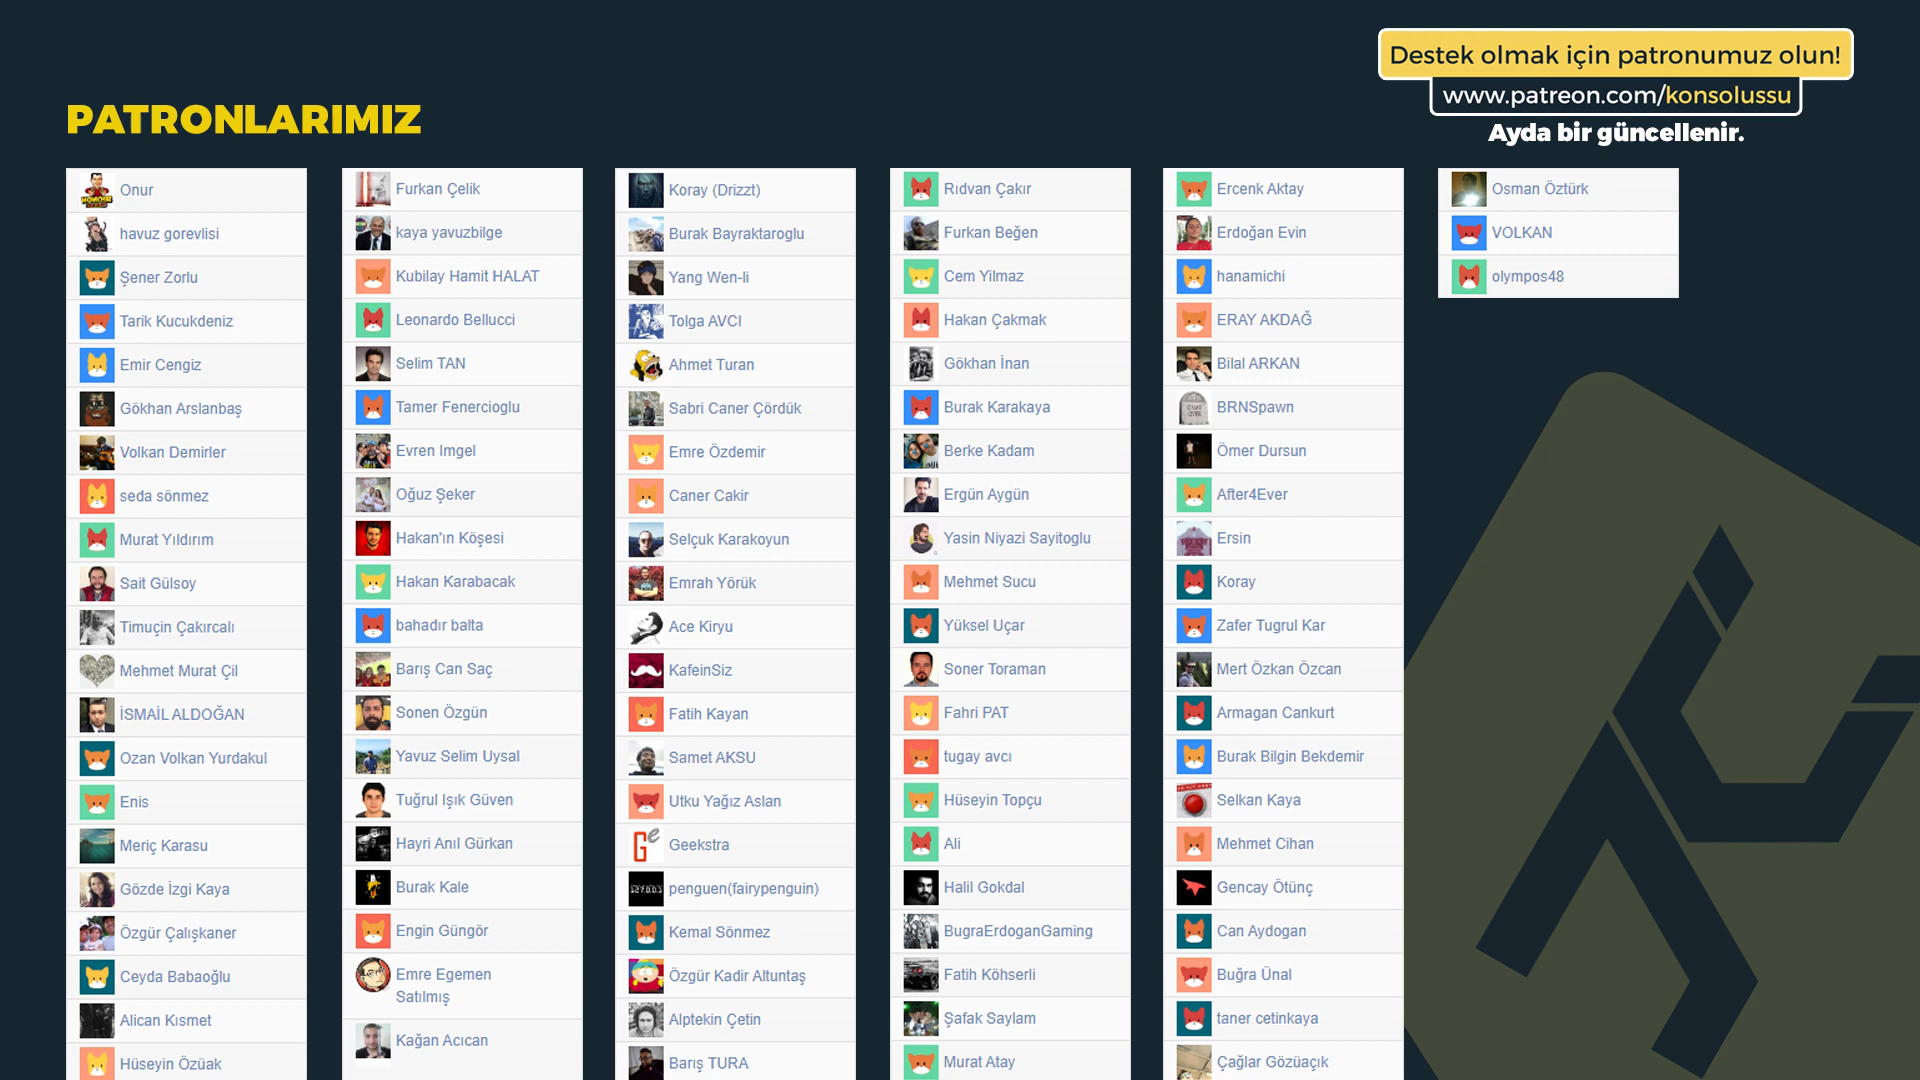 Destek olmak için patronumuz olun!
www.patreon.com/konsolussu
Ayda bir güncellenir.
PATRONLARIMIZ
Onur
havuz gorevlisi
Şener Zorlu
Tarik Kucukdeniz
Emir Cengiz
Gökhan Arslanbaş
Volkan Demirler
seda sönmez
Murat Yıldırım
Sait Gülsoy
Timuçin Çakırcalı
Mehmet Murat Çil
İSMAİL ALDOĞAN
Ozan Volkan Yurdakul
Enis
Meriç Karasu
Gözde İzgi Kaya
Özgür Çalışkaner
Ceyda Babaoğlu
Alican Kısmet
Hüseyin Özüak
Furkan Çelik
kaya yavuzbilge
Kubilay Hamit HALAT
Leonardo Bellucci
Selim TAN
Tamer Fenercioglu
Evren Imgel
Oğuz Şeker
Hakan'ın Köşesi
Hakan Karabacak
bahadır balta
Barış Can Saç
Sonen Özgün
Yavuz Selim Uysal
Tuğrul Işık Güven
Hayri Anıl Gürkan
Burak Kale
Engin Güngör
Emre Egemen
Satılmış
Kağan Acıcan
Koray (Drizzt)
Burak Bayraktaroglu
Yang Wen-li
Tolga AVCI
Ahmet Turan
Sabri Caner Çördük
Emre Özdemir
Caner Cakir
Selçuk Karakoyun
Emrah Yörük
Ace Kiryu
KafeinSiz
Fatih Kayan
Samet AKSU
Utku Yağız Aslan
Geekstra
penguen(fairypenguin)
Kemal Sönmez
Özgür Kadir Altuntaş
Alptekin Çetin
Barış TURA
Rıdvan Çakır
Furkan Beğen
Cem Yilmaz
Hakan Çakmak
Gökhan İnan
Burak Karakaya
Berke Kadam
Ergün Aygün
Yasin Niyazi Sayitoglu
Mehmet Sucu
Yüksel Uçar
Soner Toraman
Fahri PAT
tugay avcı
Hüseyin Topçu
Ali
Halil Gokdal
BugraErdoganGaming
Fatih Köhserli
Şafak Saylam
Murat Atay
Ercenk Aktay
Erdoğan Evin
hanamichi
ERAY AKDAĞ
Bilal ARKAN
BRNSpawn
Ömer Dursun
After4Ever
Ersin
Koray
Zafer Tugrul Kar
Mert Özkan Özcan
Armagan Cankurt
Burak Bilgin Bekdemir
Selkan Kaya
Mehmet Cihan
Gencay Ötünç
Can Aydogan
Buğra Ünal
taner cetinkaya
Çağlar Gözüaçık
Osman Öztürk
VOLKAN
olympos48